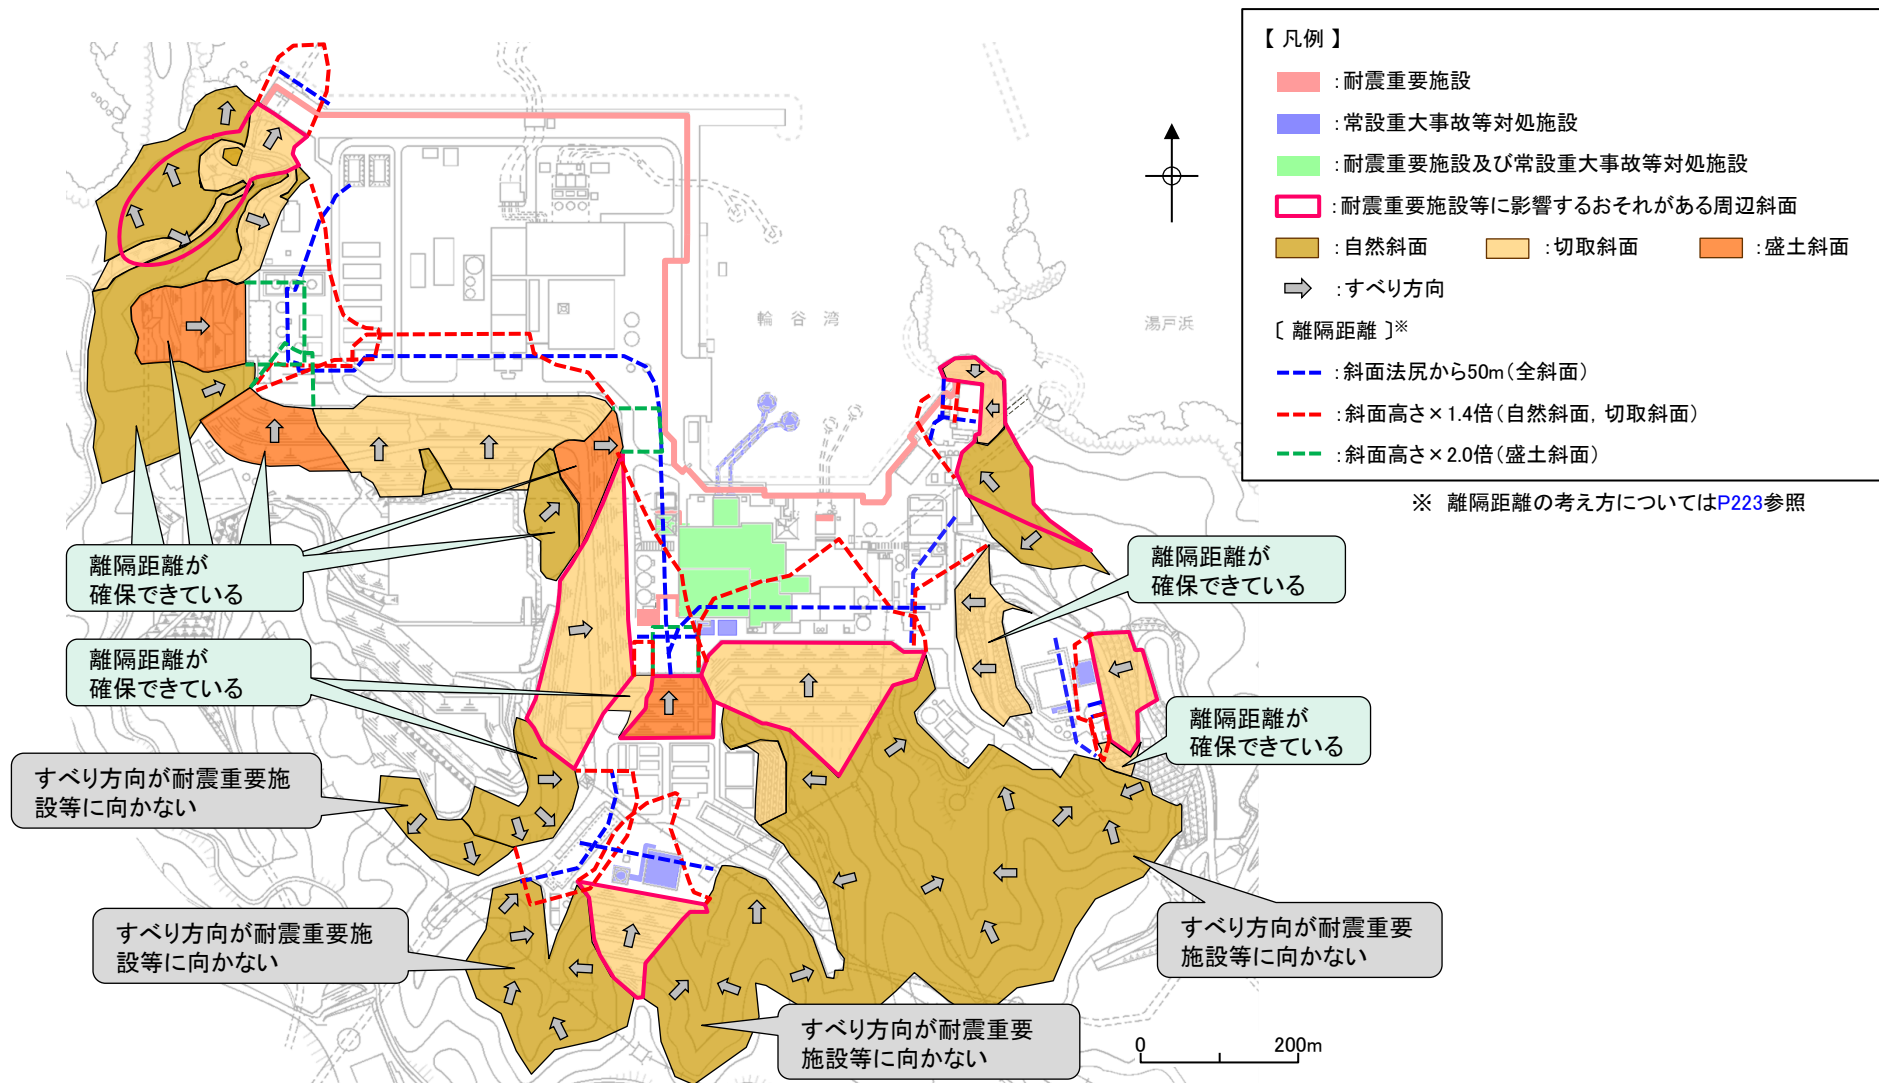 【 凡例 】
：耐震重要施設
：常設重大事故等対処施設
：耐震重要施設及び常設重大事故等対処施設
：耐震重要施設等に影響するおそれがある周辺斜面
：自然斜面
：切取斜面
：盛土斜面
：すべり方向
〔 離隔距離 〕※
：斜面法尻から50m（全斜面）
：斜面高さ×1.4倍（自然斜面，切取斜面）
：斜面高さ×2.0倍（盛土斜面）
※ 離隔距離の考え方についてはP223参照
輪谷湾
湯戸浜
離隔距離が
確保できている
離隔距離が
確保できている
離隔距離が
確保できている
離隔距離が
確保できている
すべり方向が耐震重要施
設等に向かない
すべり方向が耐震重要施
設等に向かない
すべり方向が耐震重要
施設等に向かない
すべり方向が耐震重要
施設等に向かない
0 200m